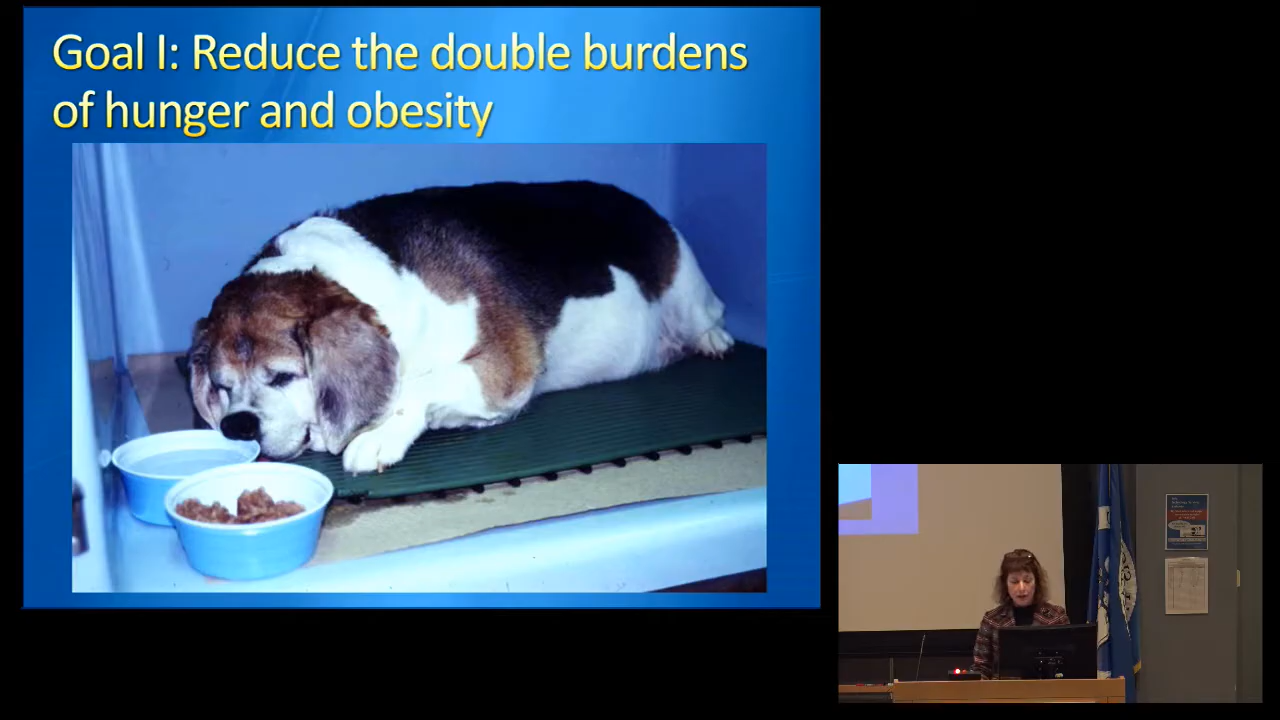 Goal I: Reduce the double burdens
of hunger and obesity